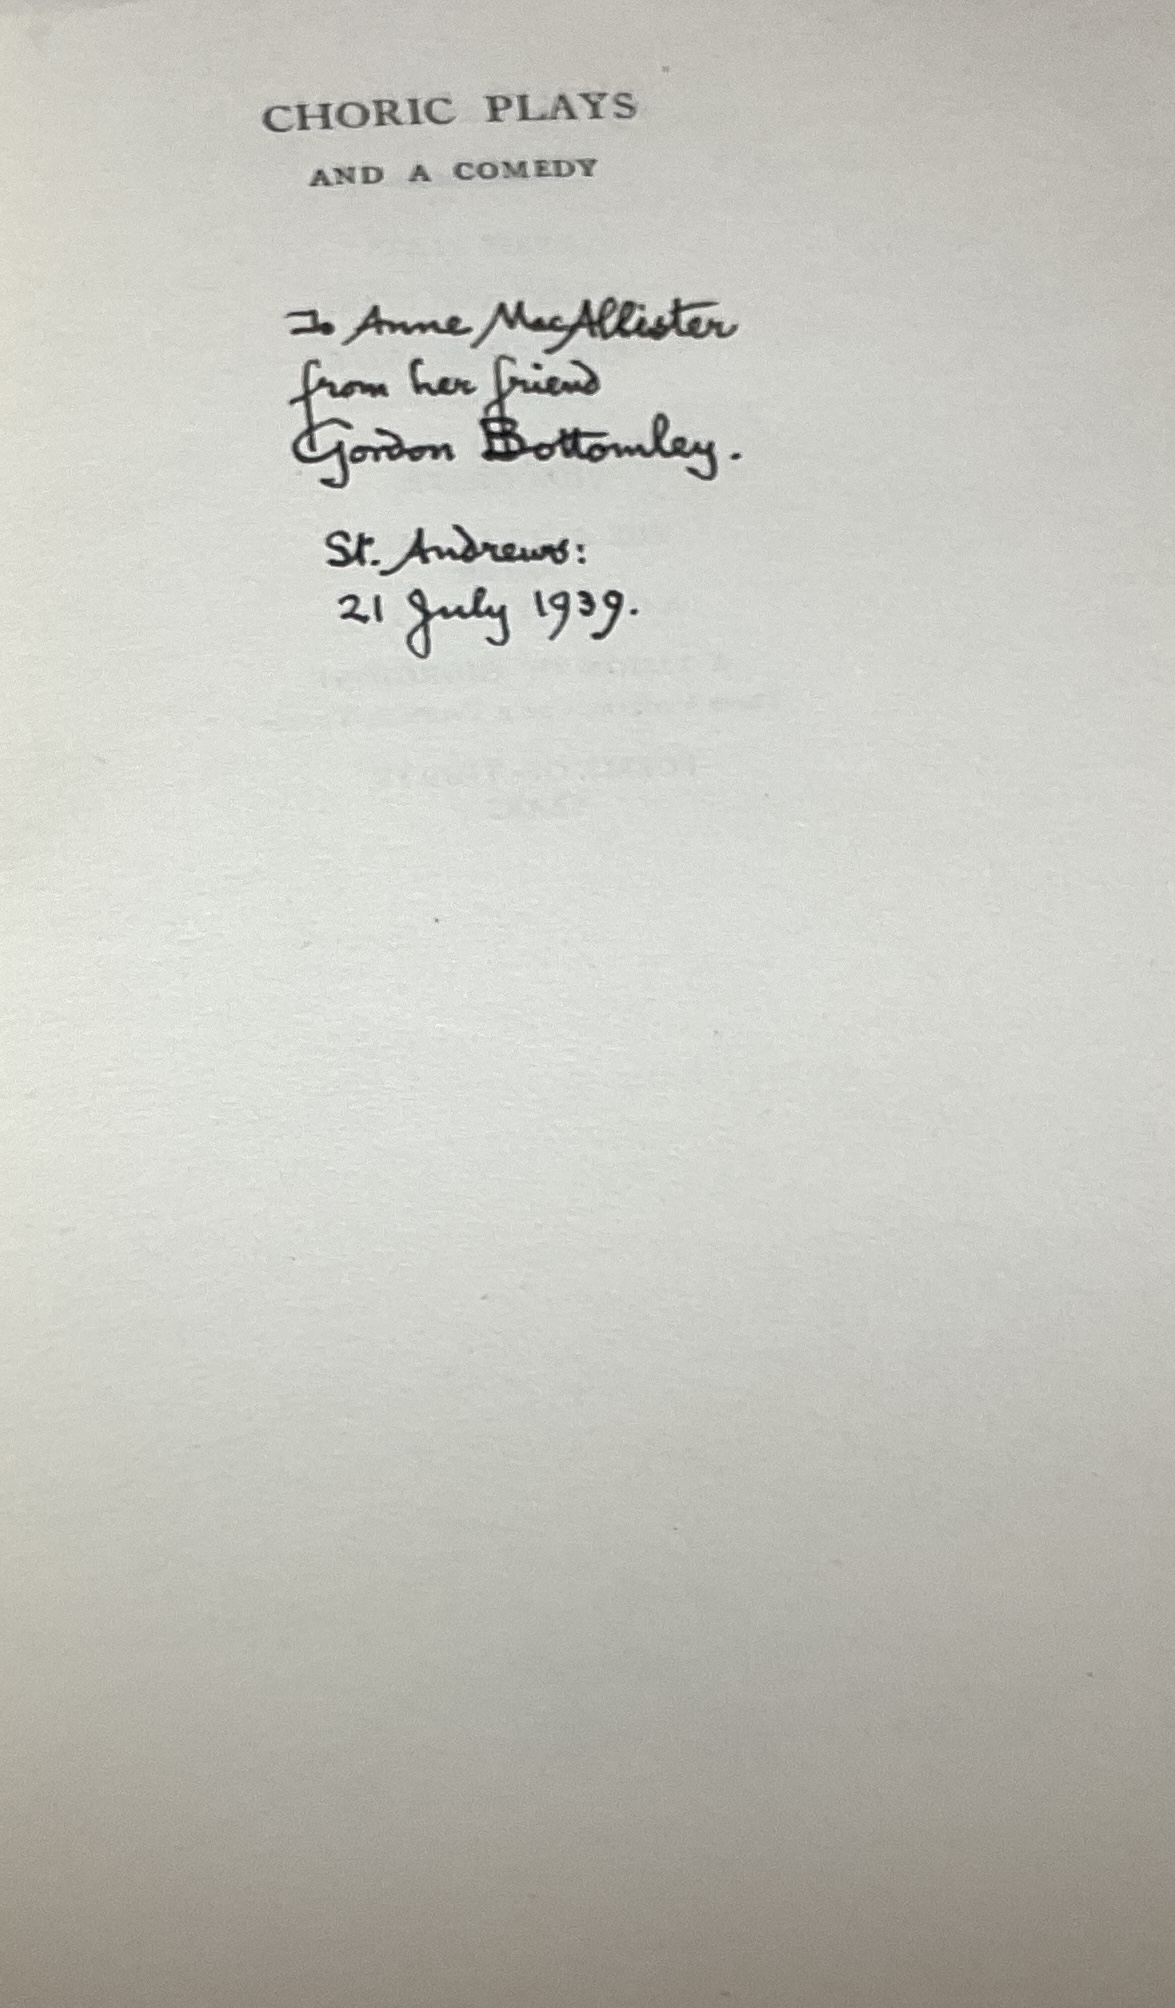 CHORIC PLAYS
AND A COMEDY
To Anne MacAllister
from her friend
Gordon Bottomley.
St. Andrews:
21 July 1939.